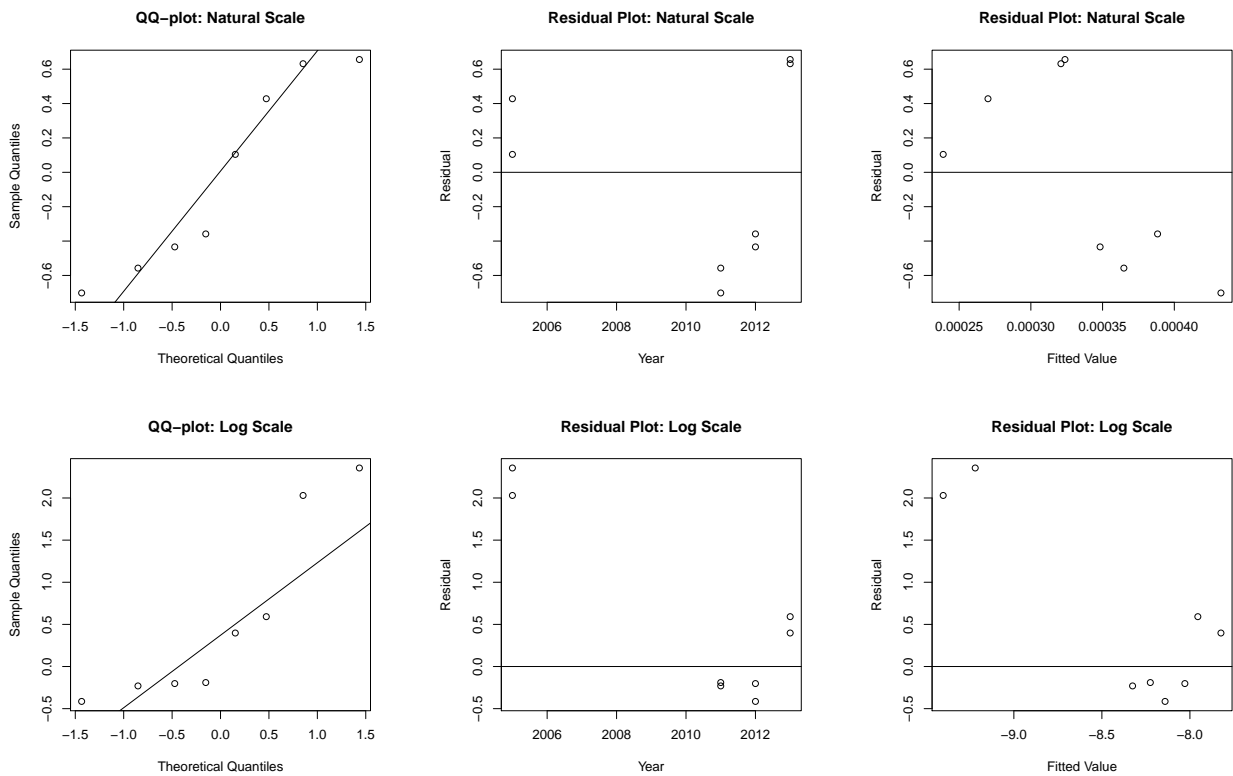 QQ−plot: Natural Scale
Sample Quantiles
0.6
0.4
0.2
0.0
−0.2
−0.6
−1.5 −1.0 −0.5 0.0 0.5 1.0 1.5
Theoretical Quantiles
Residual Plot: Natural Scale
Residual
0.6
0.4
0.2
0.0
−0.2
−0.6
2006 2008 2010 2012
Year
Residual Plot: Natural Scale
Residual
0.6
0.4
0.2
0.0
−0.2
−0.6
0.00025 0.00030 0.00035 0.00040
Fitted Value
QQ−plot: Log Scale
Sample Quantiles
2.0
1.5
1.0
0.5
0.0
−0.5
−1.5 −1.0 −0.5 0.0 0.5 1.0 1.5
Theoretical Quantiles
Residual Plot: Log Scale
Residual
2.0
1.5
1.0
0.5
0.0
−0.5
2006 2008 2010 2012
Year
Residual Plot: Log Scale
Residual
2.0
1.5
1.0
0.5
0.0
−0.5
−9.0 −8.5 −8.0
Fitted Value